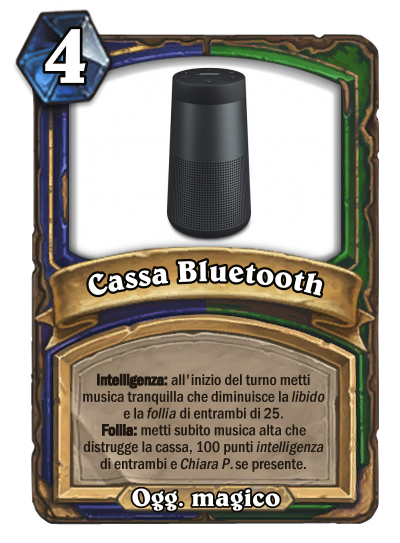 4
Cassa Bluetooth
Intelligenza: all'inizio del turno metti
musica tranquilla che diminuisce la libido
e la follia di entrambi di 25.
Follia: metti subito musica alta che
distrugge la cassa, 100 punti intelligenza
di entrambi e Chiara P. se presente.
Ogg. magico